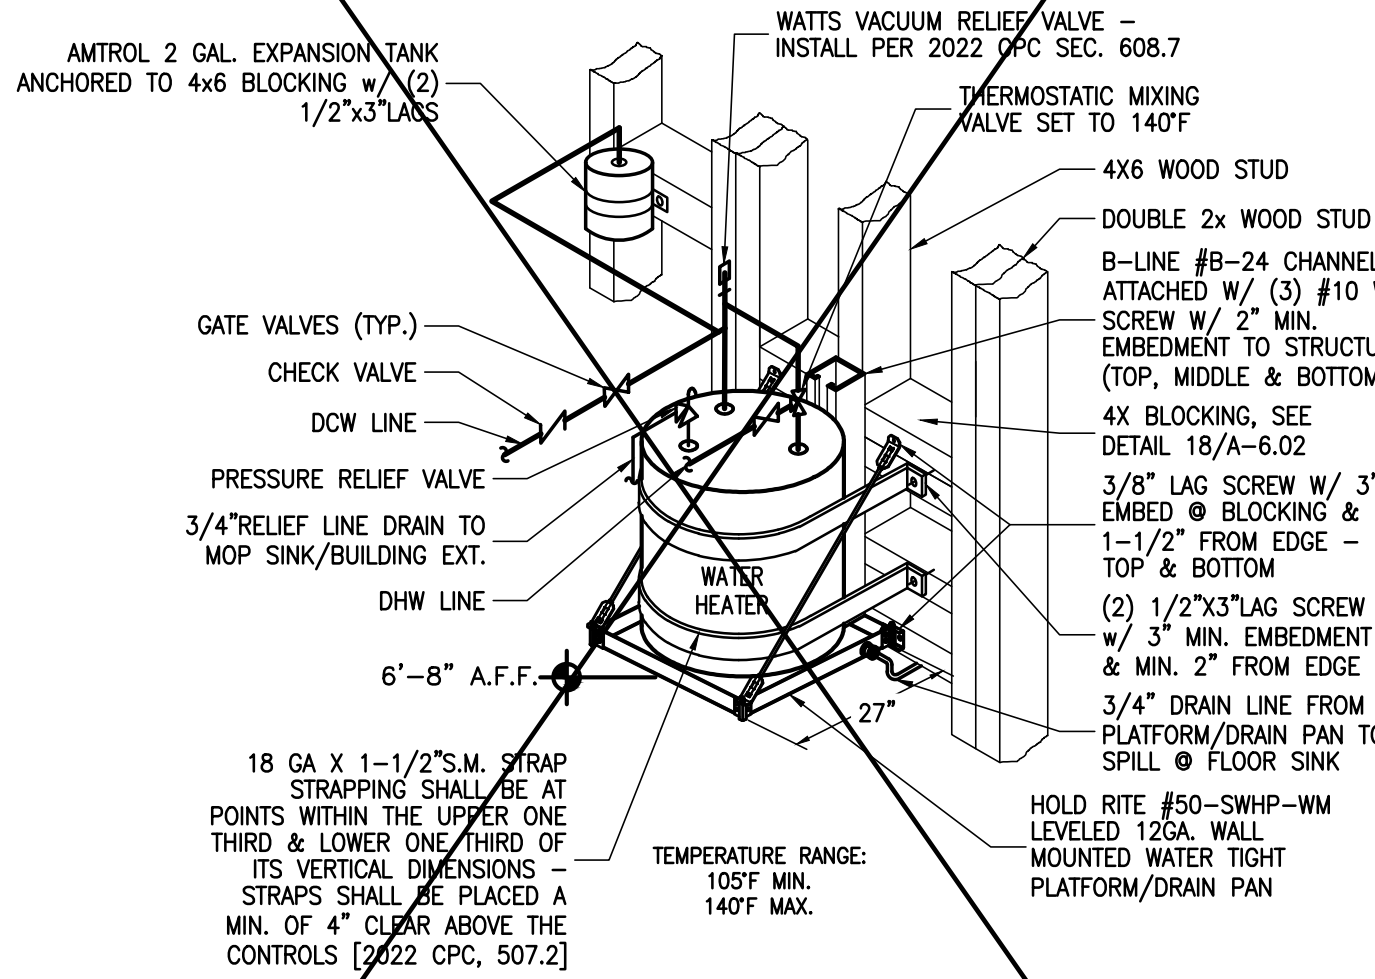 AMTROL 2 GAL. EXPANSION TANK
ANCHORED TO 4x6 BLOCKING w/ (2)
1/2"x3"LAGS
WATTS VACUUM RELIEF VALVE –
INSTALL PER 2022 CPC SEC. 608.7
THERMOSTATIC MIXING
VALVE SET TO 140°F
4X6 WOOD STUD
DOUBLE 2x WOOD STUD
B-LINE #B-24 CHANNEL
ATTACHED W/ (3) #10
SCREW W/ 2" MIN.
EMBEDMENT TO STRUCTU
(TOP, MIDDLE & BOTTOM
4X BLOCKING, SEE
DETAIL 18/A-6.02
3/8" LAG SCREW W/ 3"
EMBED @ BLOCKING &
1-1/2" FROM EDGE –
TOP & BOTTOM
(2) 1/2"X3"LAG SCREW
w/ 3" MIN. EMBEDMENT
& MIN. 2" FROM EDGE
3/4" DRAIN LINE FROM
PLATFORM/DRAIN PAN TO
SPILL @ FLOOR SINK
HOLD RITE #50-SWHP-WM
LEVELED 12GA. WALL
MOUNTED WATER TIGHT
PLATFORM/DRAIN PAN
GATE VALVES (TYP.)
CHECK VALVE
DCW LINE
PRESSURE RELIEF VALVE
3/4"RELIEF LINE DRAIN TO
MOP SINK/BUILDING EXT.
DHW LINE
WATER
HEATER
6'-8" A.F.F.
27"
18 GA X 1-1/2"S.M. STRAP
STRAPPING SHALL BE AT
POINTS WITHIN THE UPPER ONE
THIRD & LOWER ONE THIRD OF
ITS VERTICAL DIMENSIONS –
STRAPS SHALL BE PLACED A
MIN. OF 4" CLEAR ABOVE THE
CONTROLS [2022 CPC, 507.2]
TEMPERATURE RANGE:
105°F MIN.
140°F MAX.